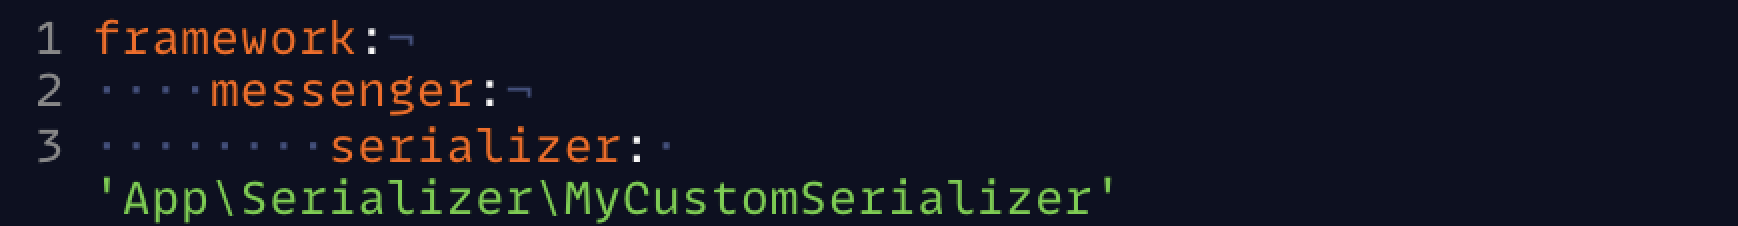 1 framework:¬
2 ····messenger:¬
3 ········serializer:·
'App\Serializer\MyCustomSerializer'